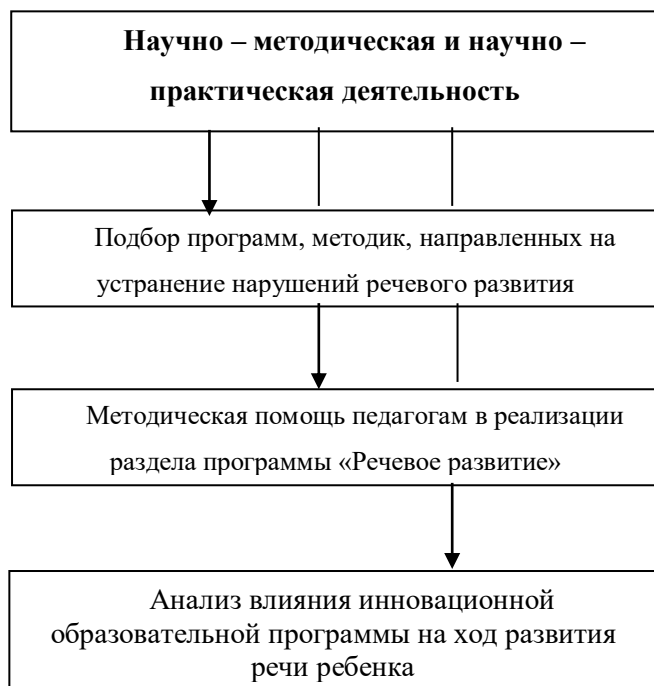 Научно – методическая и научно –
практическая деятельность
Подбор программ, методик, направленных на
устранение нарушений речевого развития
Методическая помощь педагогам в реализации
раздела программы «Речевое развитие»
Анализ влияния инновационной
образовательной программы на ход развития
речи ребенка